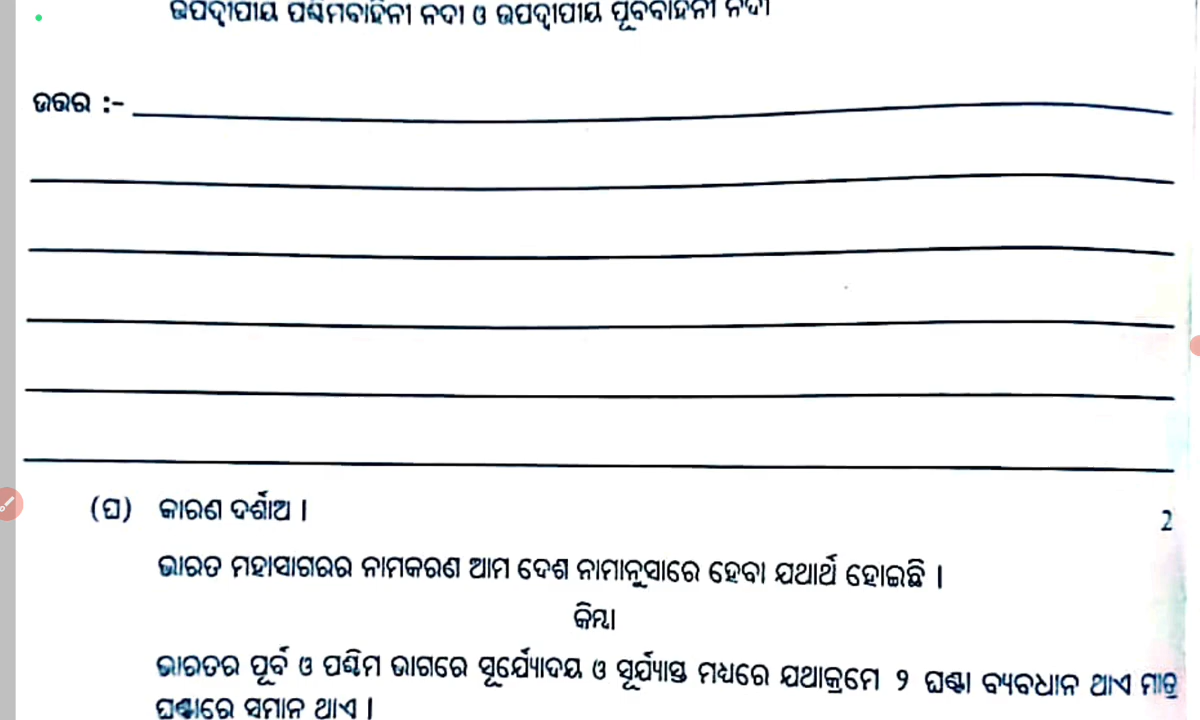 ଉପଦ୍ୱୀପୀୟ ପଶ୍ଚିମବାହିନୀ ନଦୀ ଓ ଉପଦ୍ୱୀପୀୟ ପୂର୍ବବାହିନୀ ନଦୀ
ଉତ୍ତର :-
(ଘ) କାରଣ ଦର୍ଶାଅ । 2
ଭାରତ ମହାସାଗରର ନାମକରଣ ଆମ ଦେଶ ନାମାନୁସାରେ ହେବା ଯଥାର୍ଥ ହୋଇଛି ।
କିମ୍ବା
ଭାରତର ପୂର୍ବ ଓ ପଶ୍ଚିମ ଭାଗରେ ସୂର୍ଯ୍ୟୋଦୟ ଓ ସୂର୍ଯ୍ୟାସ୍ତ ମଧ୍ୟରେ ଯଥାକ୍ରମେ ୨ ଘଣ୍ଟା ବ୍ୟବଧାନ ଥାଏ ମାତ୍ର
ଘଣ୍ଟାରେ ସମାନ ଥାଏ ।